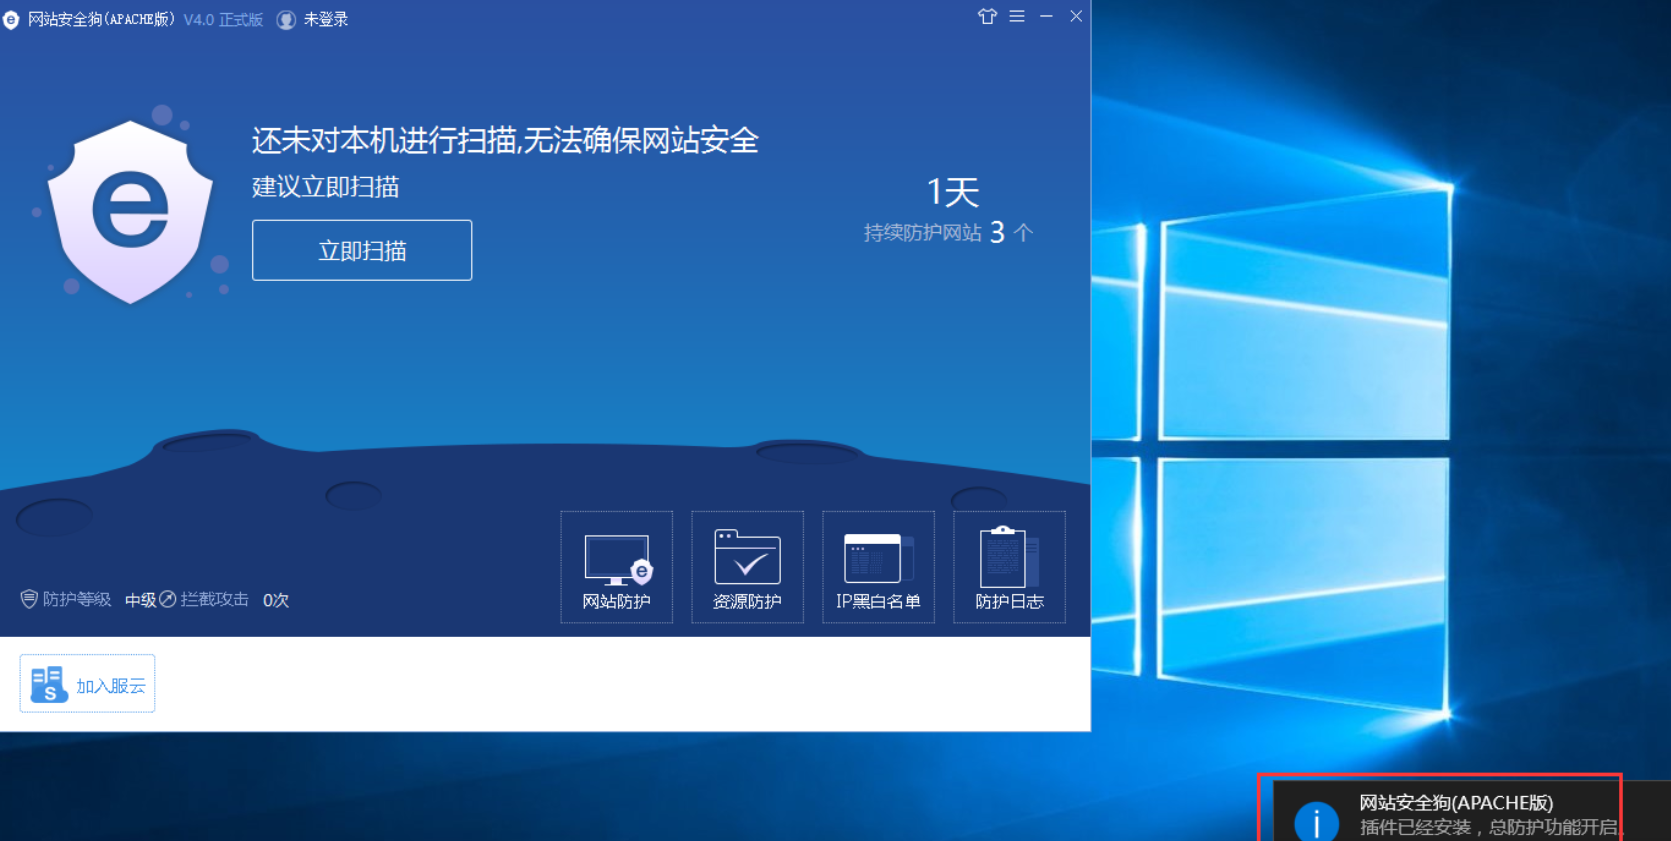 网站安全狗(APACHE版) V4.0 正式版 未登录
还未对本机进行扫描,无法确保网站安全
建议立即扫描
立即扫描
1天
持续防护网站 3 个
防护等级 中级 拦截攻击 0次
网站防护
资源防护
IP黑白名单
防护日志
加入服云
网站安全狗(APACHE版)
插件已经安装，总防护功能开启